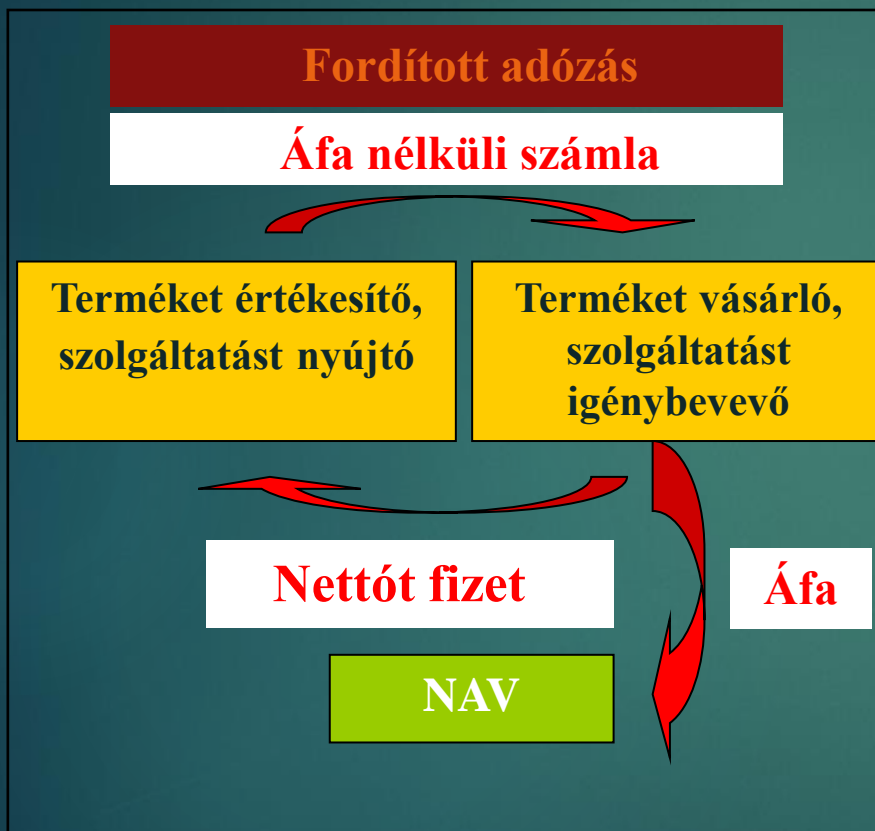 Fordított adózás
Áfa nélküli számla
Terméket értékesítő,
szolgáltatást nyújtó
Terméket vásárló,
szolgáltatást
igénybevevő
Nettót fizet
Áfa
NAV